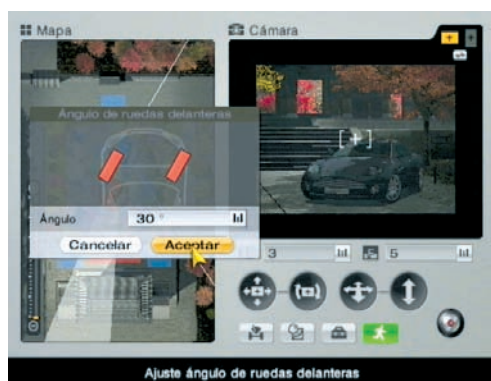 Mapa
Cámara
Ángulo de ruedas delanteras
Ángulo
30 °
Cancelar
Aceptar
3
5
Ajuste ángulo de ruedas delanteras